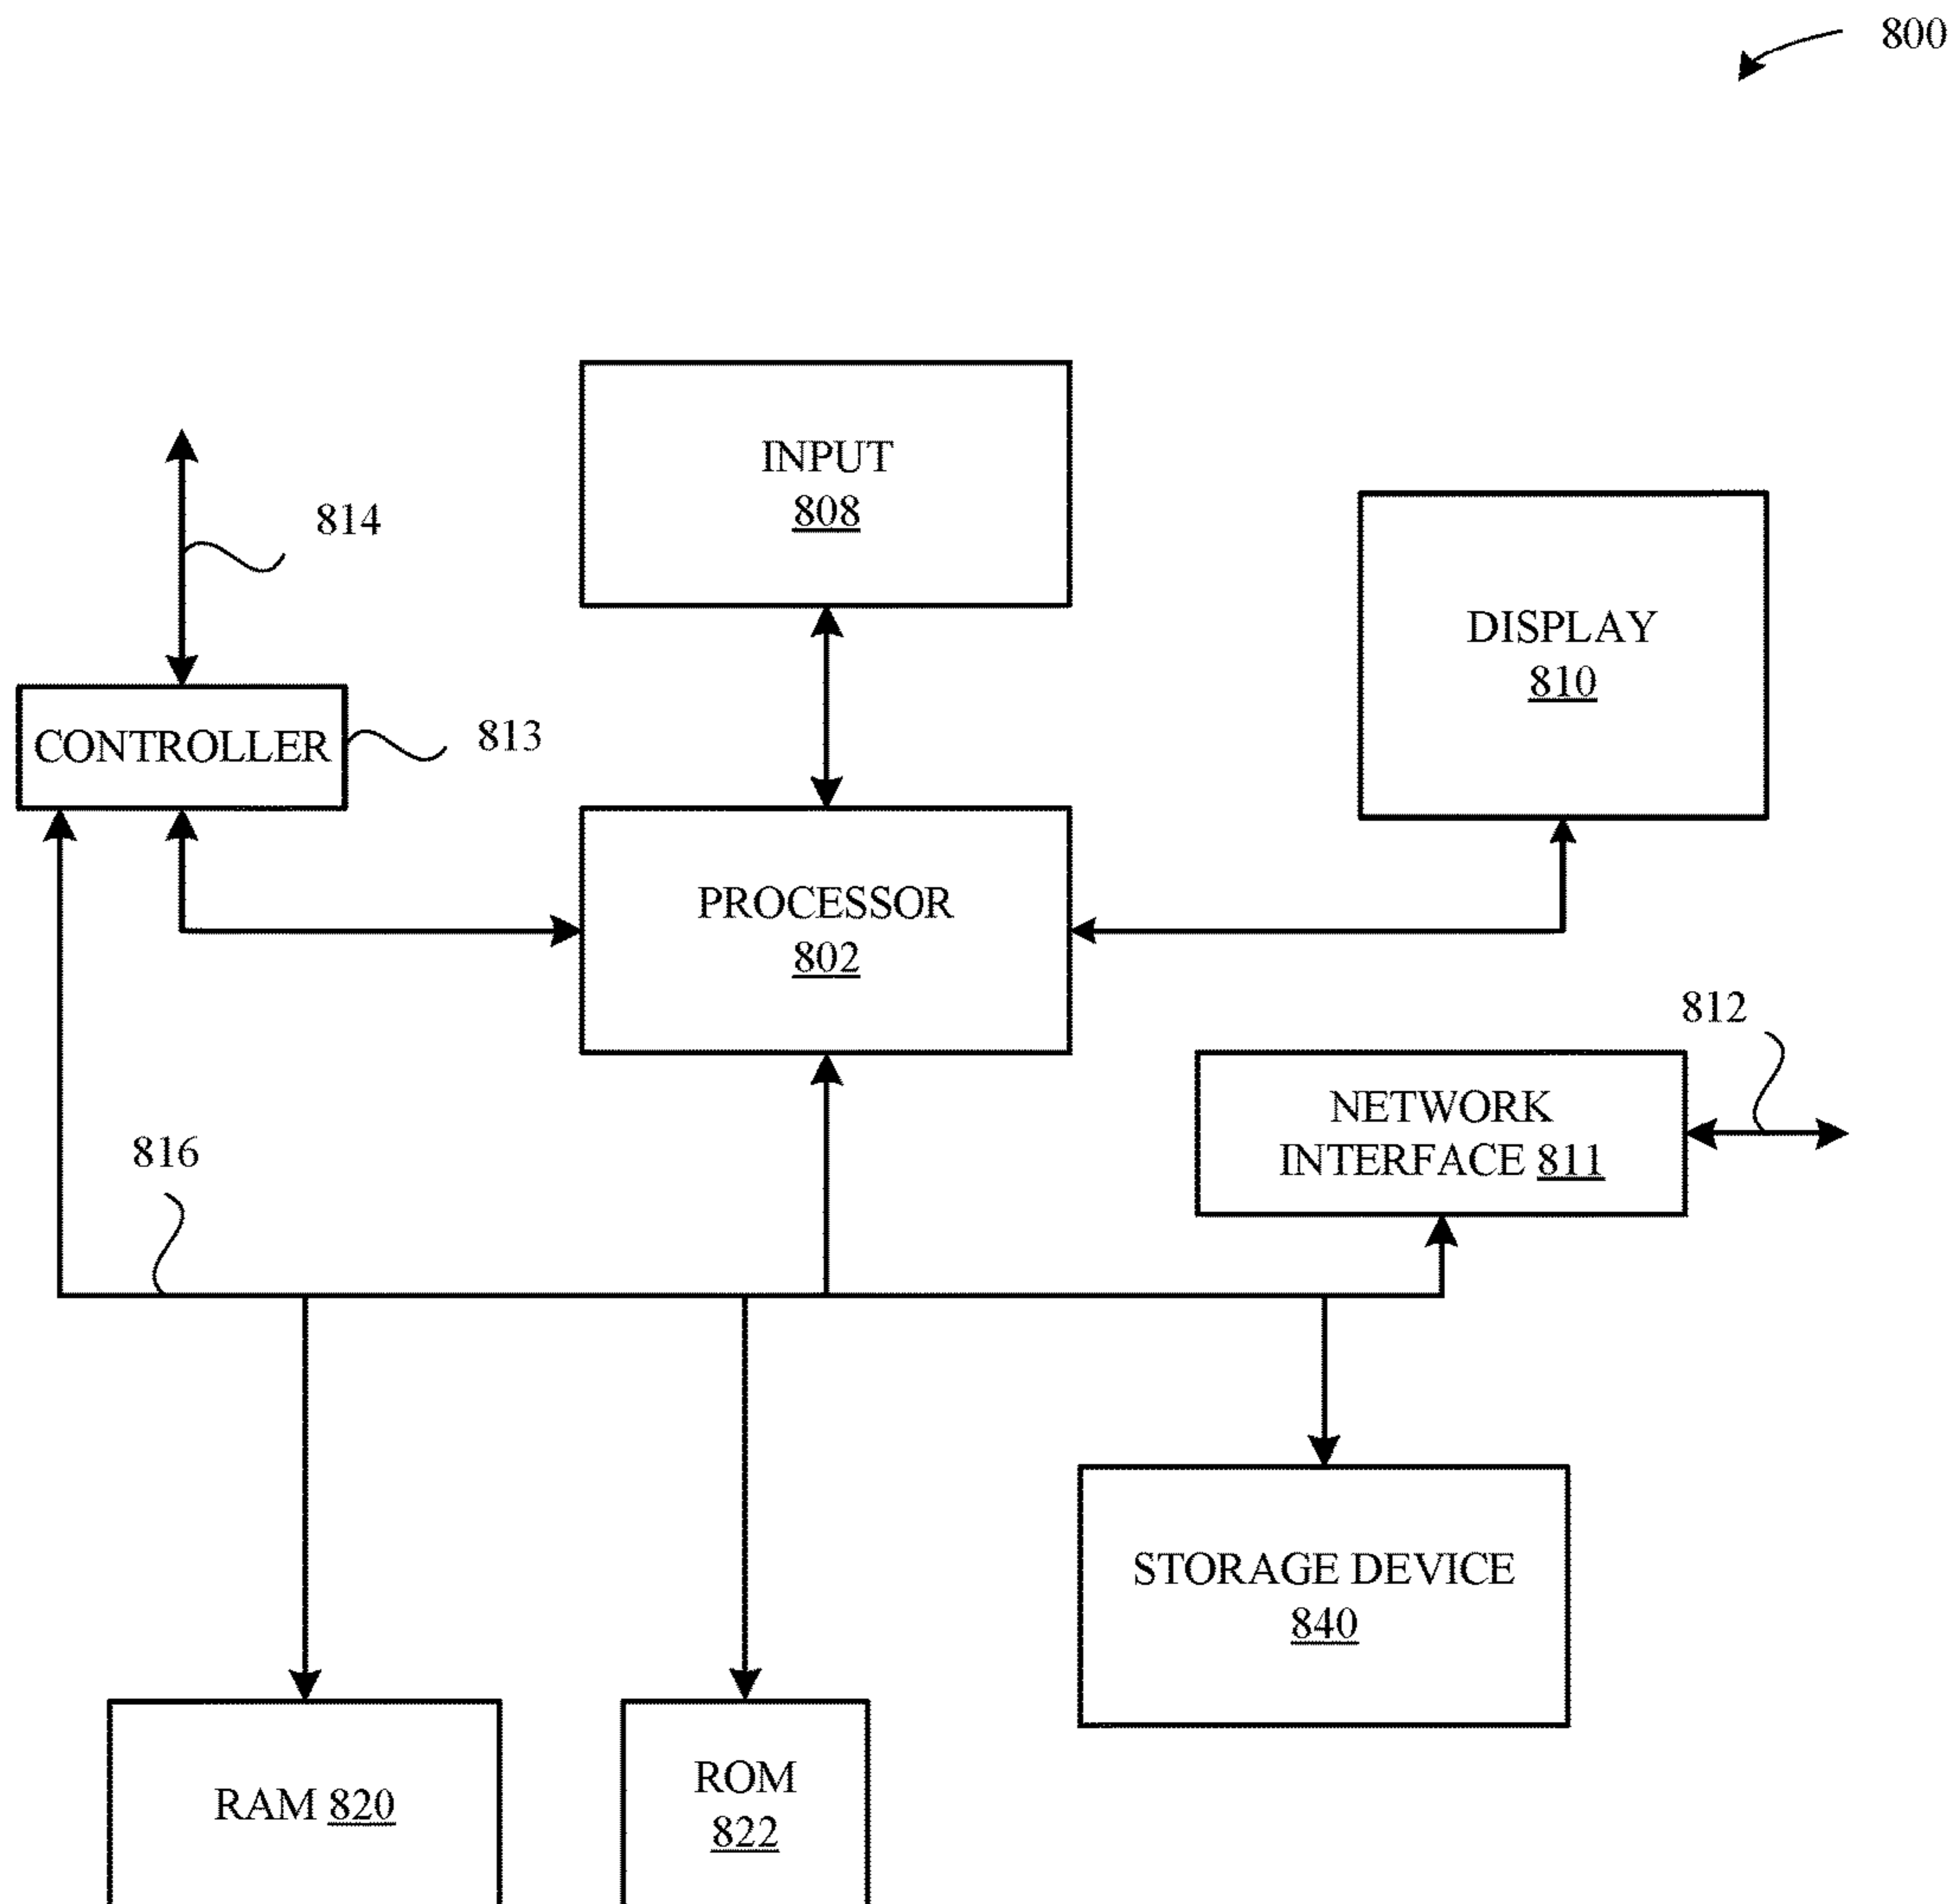 800
INPUT
808
814
DISPLAY
810
CONTROLLER
813
PROCESSOR
802
812
NETWORK
INTERFACE 811
816
STORAGE DEVICE
840
RAM 820
ROM
822